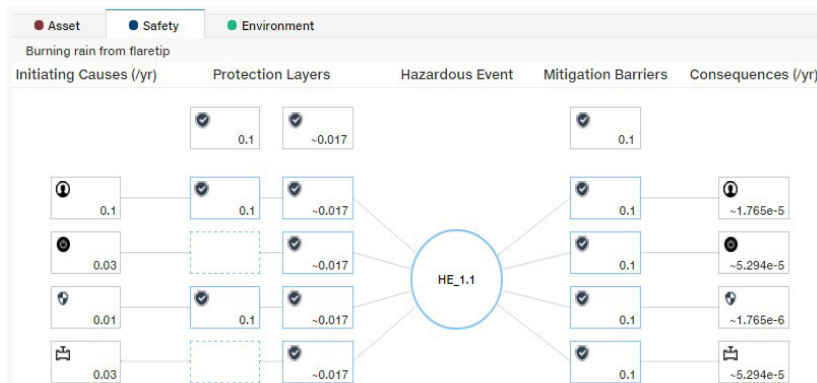 Asset Safety Environment
Burning rain from flaretip
Initiating Causes (/yr) Protection Layers Hazardous Event Mitigation Barriers Consequences (/yr)
0.1 ~0.017 0.1
0.1 0.1 ~0.017 0.1 ~1.765e-5
0.03 ~0.017 0.1 ~5.294e-5
HE_1.1
0.01 0.1 ~0.017 0.1 ~1.765e-6
0.03 ~0.017 0.1 ~5.294e-5